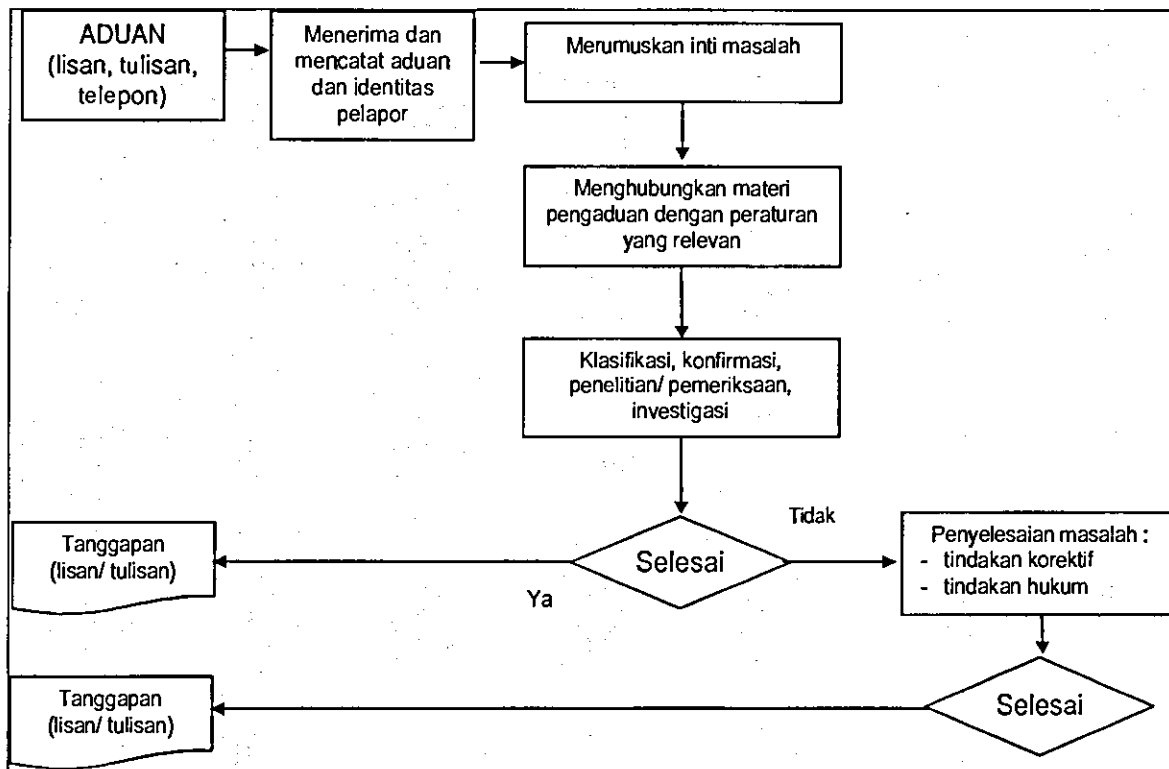 ADUAN
(lisan, tulisan,
telepon)
Menerima dan
mencatat aduan
dan identitas
pelapor
Merumuskan inti masalah
Menghubungkan materi
pengaduan dengan peraturan
yang relevan
Klasifikasi, konfirmasi,
penelitian/ pemeriksaan,
investigasi
Selesai
Tidak
Ya
Tanggapan
(lisan/ tulisan)
Penyelesaian masalah :
- tindakan korektif
- tindakan hukum
Selesai
Tanggapan
(lisan/ tulisan)